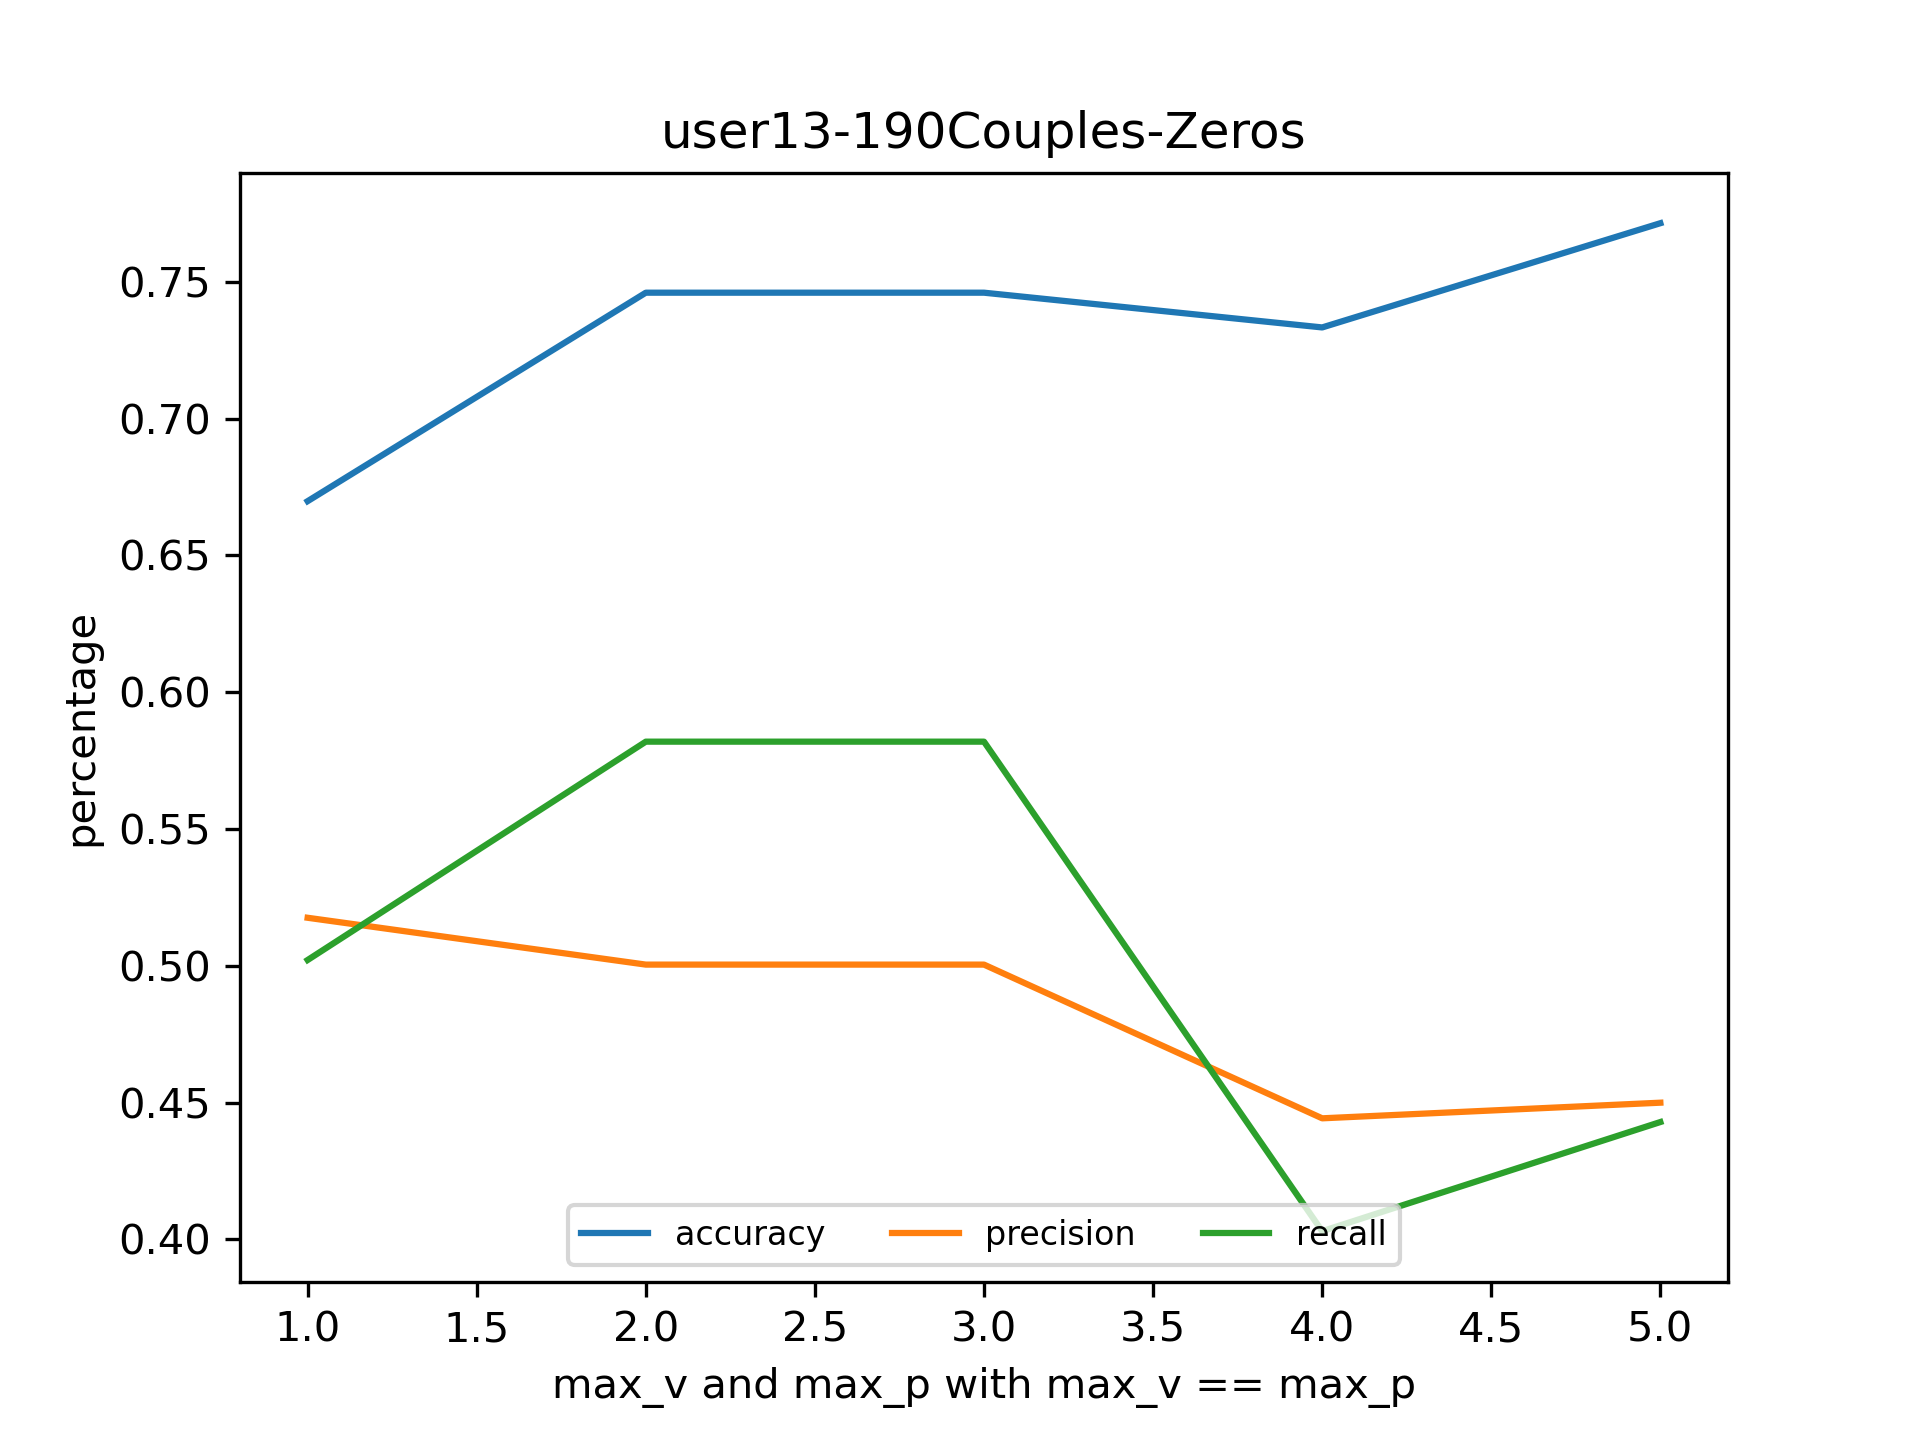 user13-190Couples-Zeros
percentage
0.75
0.70
0.65
0.60
0.55
0.50
0.45
0.40
accuracy precision recall
1.0 1.5 2.0 2.5 3.0 3.5 4.0 4.5 5.0
max_v and max_p with max_v == max_p